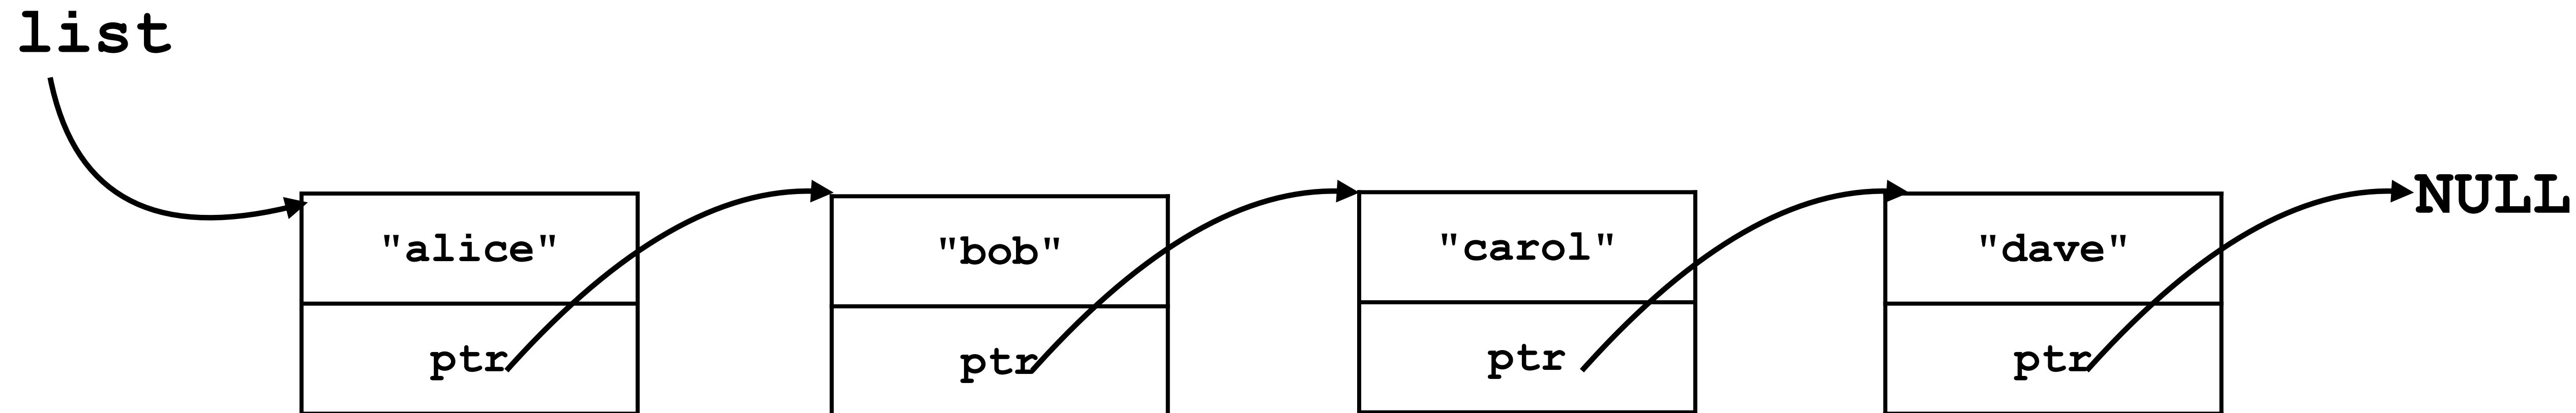 list
NULL
"alice" "bob" "carol" "dave"
ptr ptr ptr ptr